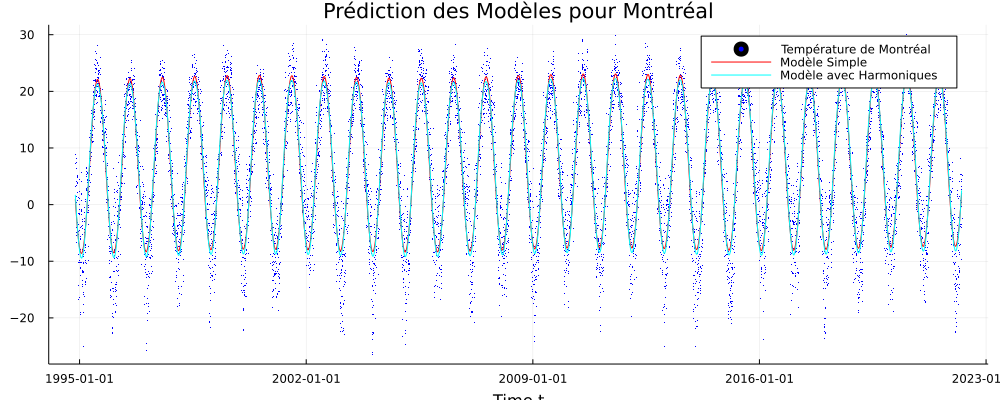 Prédiction des Modèles pour Montréal
30
20
10
0
−10
−20
Température de Montréal
Modèle Simple
Modèle avec Harmoniques
1995-01-01
2002-01-01
2009-01-01
2016-01-01
2023-01
Time t